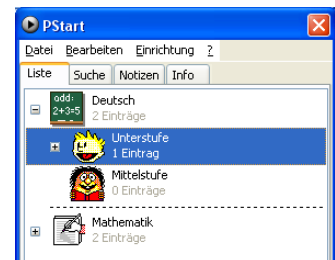 PStart
Datei Bearbeiten Einrichtung ?
Liste Suche Notizen Info
add:
2+3=5
Deutsch
2 Einträge
Unterstufe
1 Eintrag
Mittelstufe
0 Einträge
Mathematik
2 Einträge